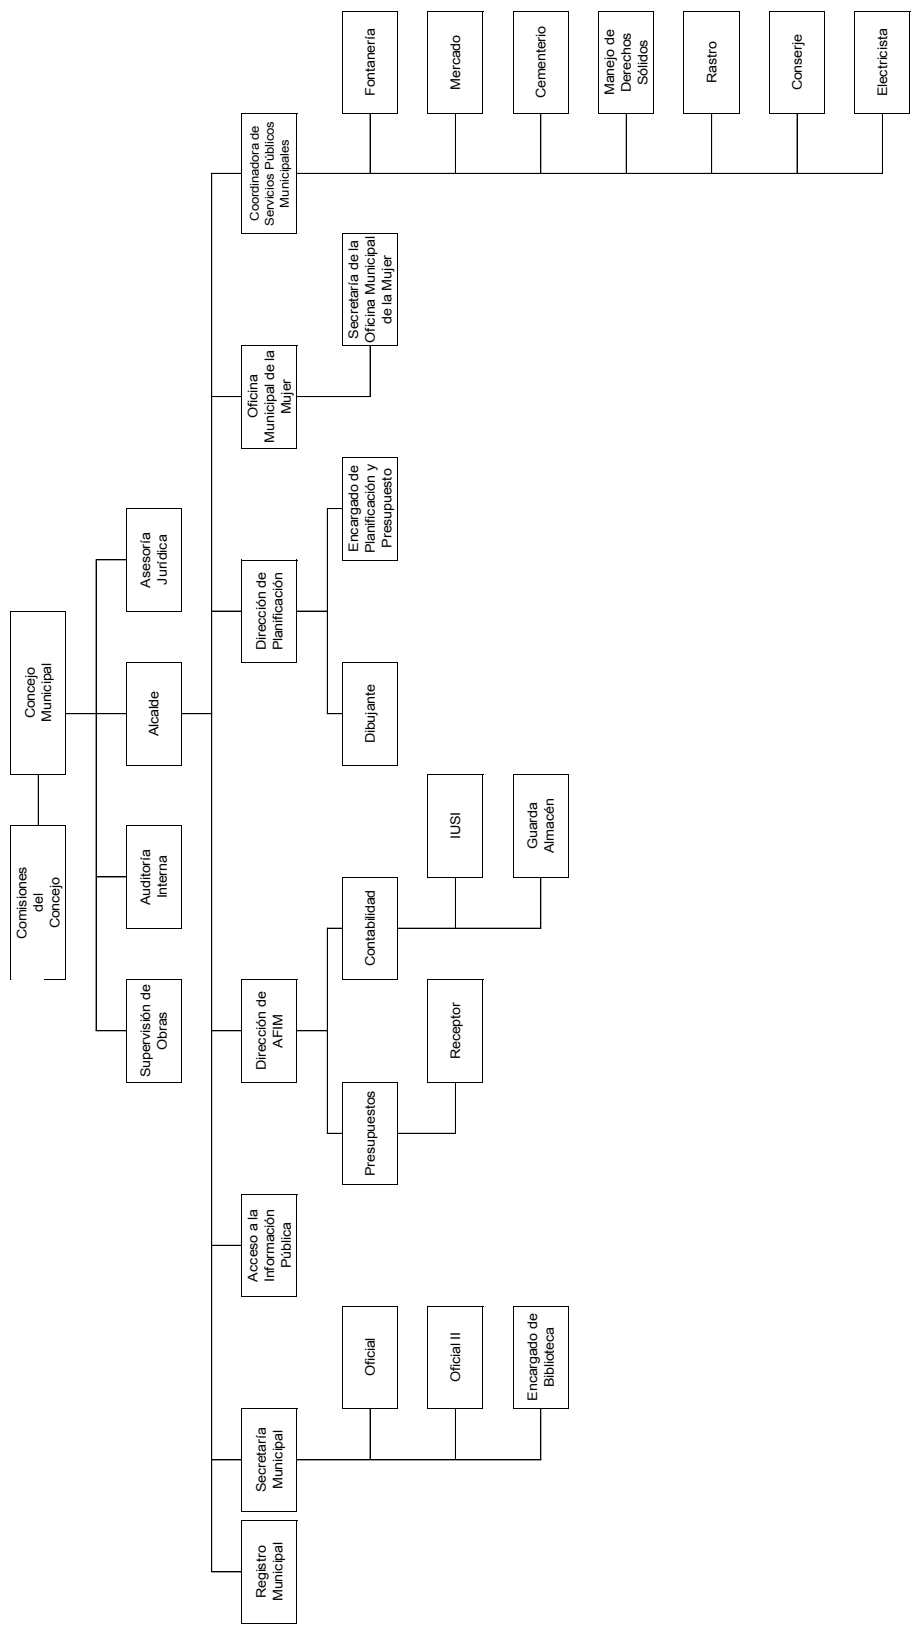 Comisiones
del
Concejo
Concejo
Municipal
Supervisión de
Obras
Auditoría
Interna
Alcalde
Asesoría
Jurídica
Registro
Municipal
Secretaría
Municipal
Acceso a la
Información
Pública
Dirección de
AFIM
Dirección de
Planificación
Oficina
Municipal de la
Mujer
Coordinadora de
Servicios Públicos
Municipales
Oficial
Oficial II
Encargado de
Biblioteca
Presupuestos
Receptor
Contabilidad
IUSI
Guarda
Almacén
Dibujante
Encargado de
Planificación y
Presupuesto
Secretaría de la
Oficina Municipal
de la Mujer
Fontanería
Mercado
Cementerio
Manejo de
Derechos
Sólidos
Rastro
Conserje
Electricista